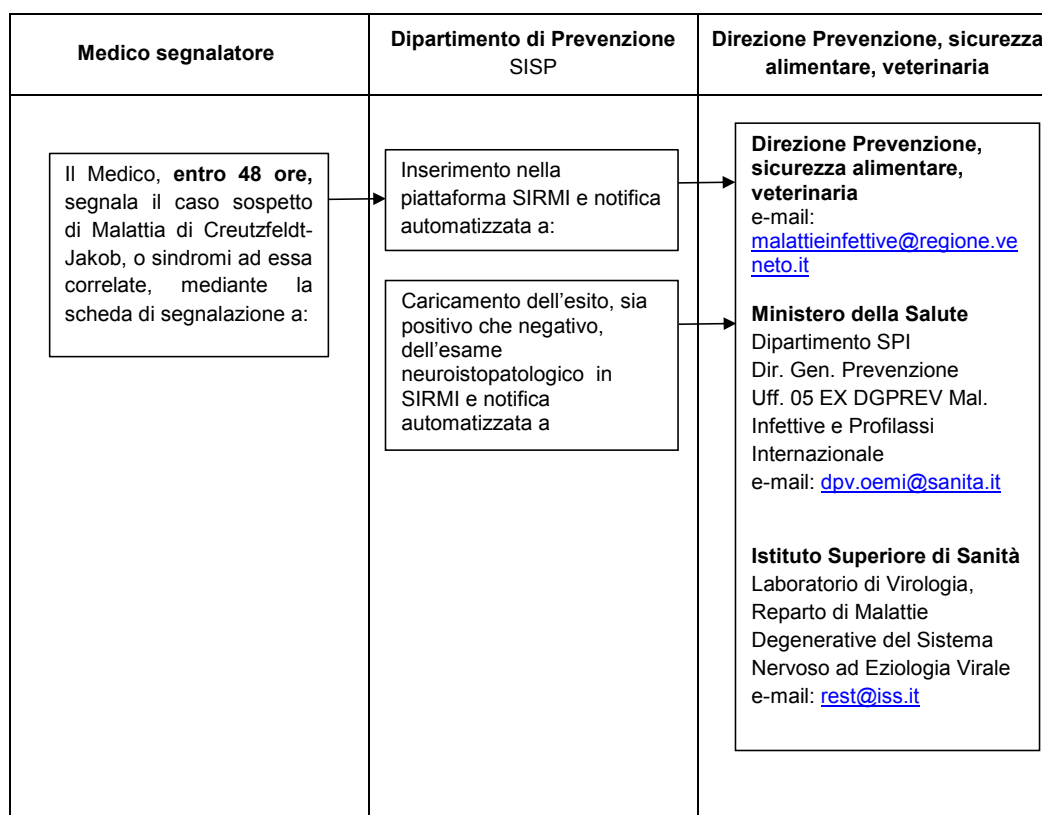 Medico segnalatore
Dipartimento di Prevenzione
SISP
Direzione Prevenzione, sicurezza
alimentare, veterinaria
Il Medico, entro 48 ore,
segnala il caso sospetto
di Malattia di Creutzfeldt-
Jakob, o sindromi ad essa
correlate, mediante la
scheda di segnalazione a:
Inserimento nella
piattaforma SIRMI e notifica
automatizzata a:
Caricamento dell'esito, sia
positivo che negativo,
dell'esame
neuroistopatologico in
SIRMI e notifica
automatizzata a
Direzione Prevenzione,
sicurezza alimentare,
veterinaria
e-mail:
malattieinfettive@regione.ve
neto.it
Ministero della Salute
Dipartimento SPI
Dir. Gen. Prevenzione
Uff. 05 EX DGPREV Mal.
Infettive e Profilassi
Internazionale
e-mail: dpv.oemi@sanita.it
Istituto Superiore di Sanità
Laboratorio di Virologia,
Reparto di Malattie
Degenerative del Sistema
Nervoso ad Eziologia Virale
e-mail: rest@iss.it